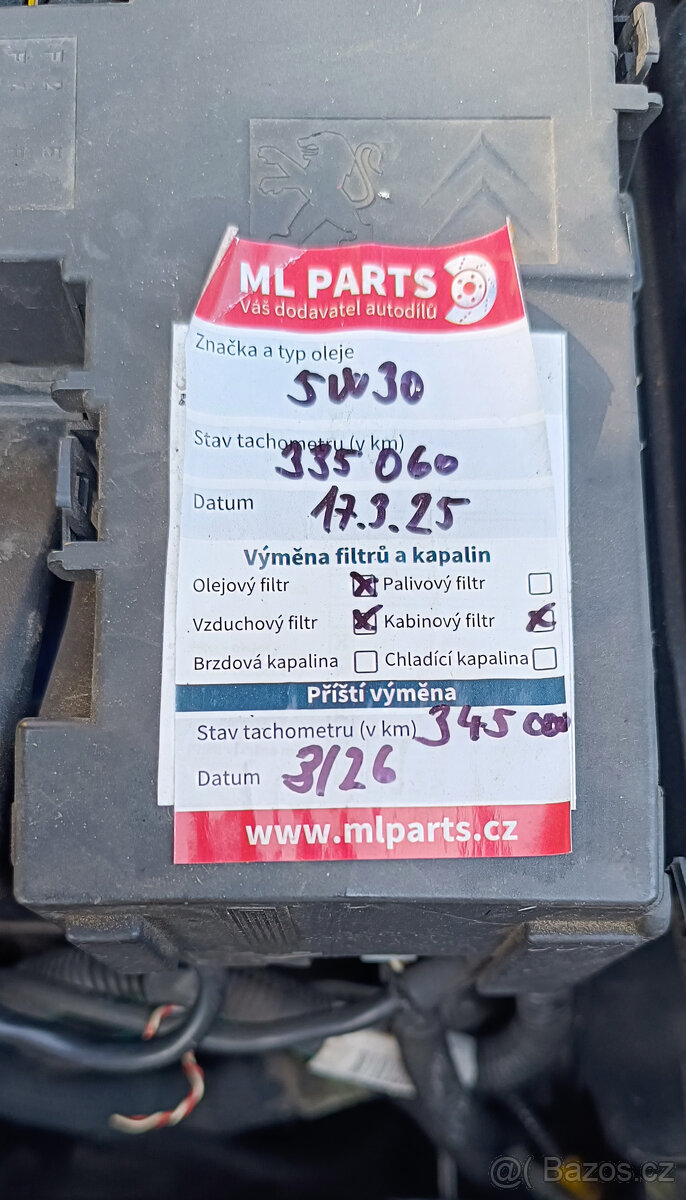 ML PARTS
Váš dodavatel autodílů
Značka a typ oleje
5W30
Stav tachometru (v km)
335 060
Datum 17.3.25
Výměna filtrů a kapalin
Olejový filtr Palivový filtr
Vzduchový filtr Kabinový filtr
Brzdová kapalina Chladící kapalina
Příští výměna
Stav tachometru (v km) 345 000
Datum 3/26
www.mlparts.cz
@( Bazos.cz